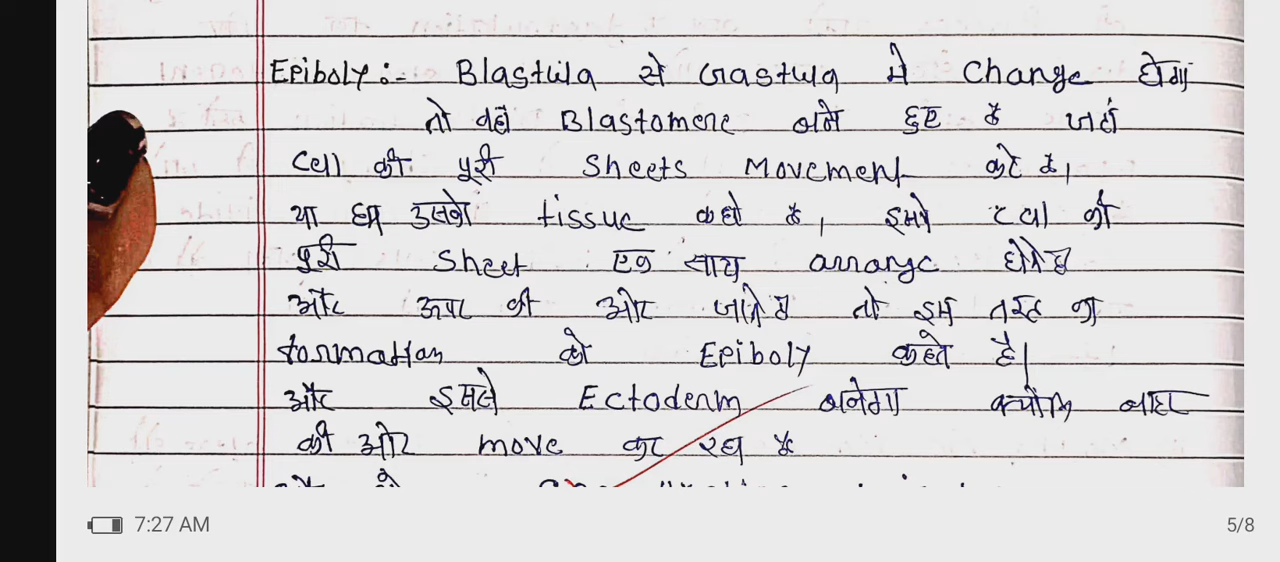 Epiboly :- Blastula से Gastrula मे Change होगा
तो वहाँ Blastomere बने हुए है जहां
Cell की पूरी Sheets Movement करते है,
या हम उसको tissue कहते है, इसमे त्वचा की
पूरी Sheet एक साथ arrange होते है
और ऊपर की ओर जाते है तो इस तरह का
formation को Epiboly कहते है।
और इससे Ectoderm बनेगा क्योंकि बाहर
की ओर move कर रहा है
7:27 AM
5/8